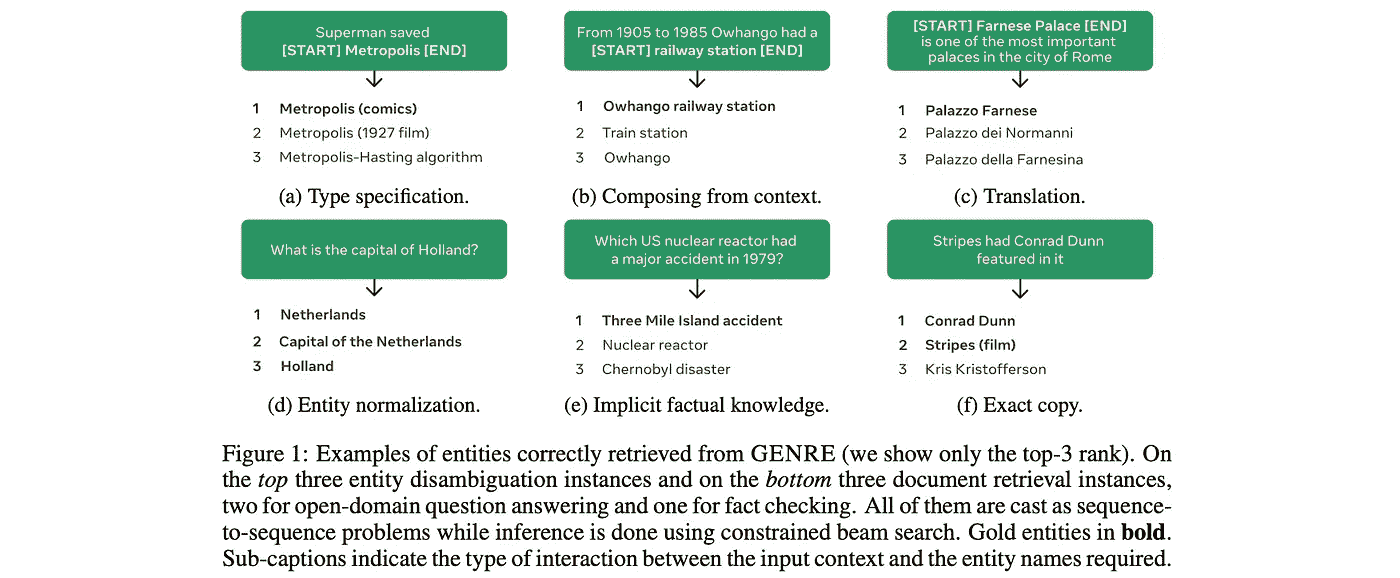 Superman saved
[START] Metropolis [END]
1 Metropolis (comics)
2 Metropolis (1927 film)
3 Metropolis-Hasting algorithm
(a) Type specification.
From 1905 to 1985 Owhango had a
[START] railway station [END]
1 Owhango railway station
2 Train station
3 Owhango
(b) Composing from context.
[START] Farnese Palace [END]
is one of the most important
palaces in the city of Rome
1 Palazzo Farnese
2 Palazzo dei Normanni
3 Palazzo della Farnesina
(c) Translation.
What is the capital of Holland?
1 Netherlands
2 Capital of the Netherlands
3 Holland
(d) Entity normalization.
Which US nuclear reactor had
a major accident in 1979?
1 Three Mile Island accident
2 Nuclear reactor
3 Chernobyl disaster
(e) Implicit factual knowledge.
Stripes had Conrad Dunn
featured in it
1 Conrad Dunn
2 Stripes (film)
3 Kris Kristofferson
(f) Exact copy.
Figure 1: Examples of entities correctly retrieved from GENRE (we show only the top-3 rank). On
the top three entity disambiguation instances and on the bottom three document retrieval instances,
two for open-domain question answering and one for fact checking. All of them are cast as sequence-
to-sequence problems while inference is done using constrained beam search. Gold entities in bold.
Sub-captions indicate the type of interaction between the input context and the entity names required.